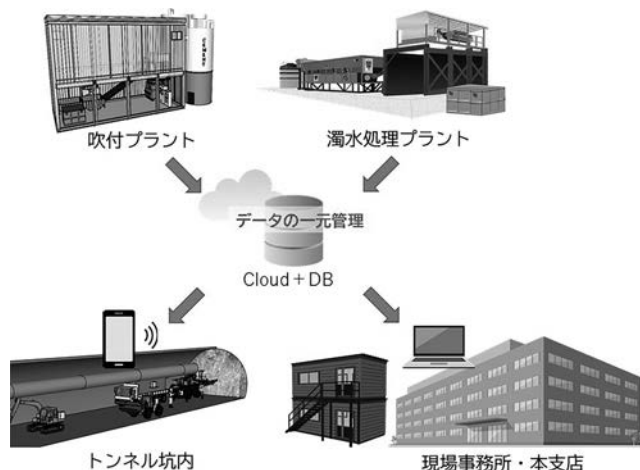 CEMENT
吹付プラント
濁水処理プラント
データの一元管理
Cloud+DB
トンネル坑内
現場事務所・本支店